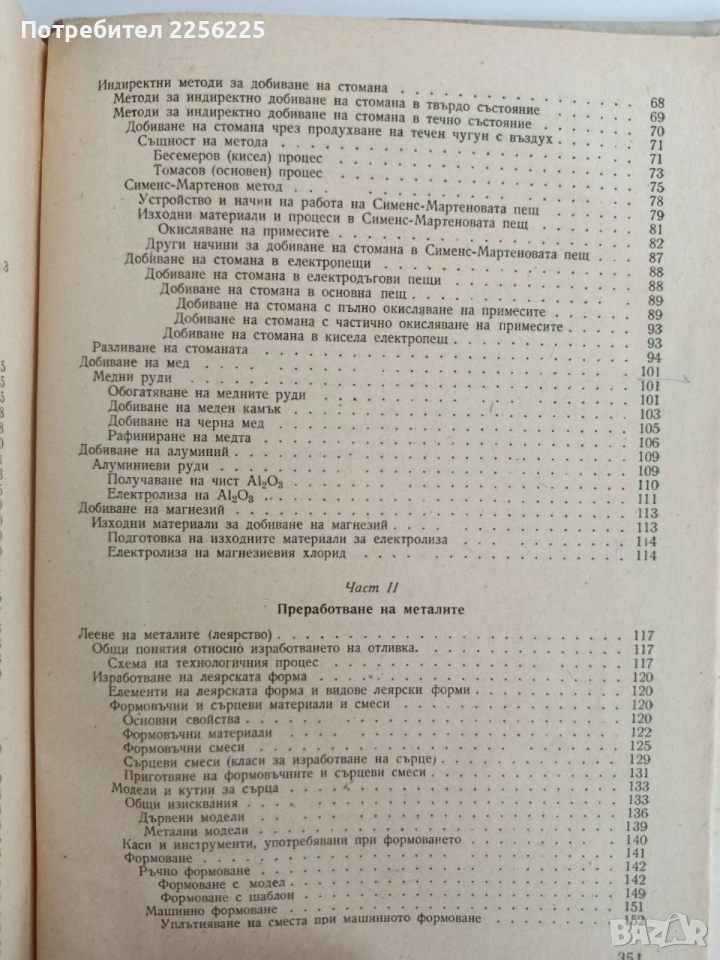 Потребител 2256225
Индиректни методи за добиване на стомана . . . 68
Методи за индиректно добиване на стомана в твърдо състояние . . . 69
Методи за индиректно добиване на стомана в течно състояние . . . 70
Добиване на стомана чрез продухване на течен чугун с въздух . . . 71
Същност на метода . . . 71
Бесемеров (кисел) процес . . . 73
Томасов (основен) процес . . . 75
Сименс-Мартенов метод . . . 78
Устройство и начин на работа на Сименс-Мартеновата пещ . . . 79
Изходни материали и процеси в Сименс-Мартеновата пещ . . . 81
Окисляване на примесите . . . 82
Други начини за добиване на стомана в Сименс-Мартеновата пещ . . . 87
Добиване на стомана в електропещи . . . 88
Добиване на стомана в електродъгови пещи . . . 88
Добиване на стомана в основна пещ . . . 89
Добиване на стомана с пълно окисляване на примесите . . . 89
Добиване на стомана с частично окисляване на примесите . . . 93
Добиване на стомана в кисела електропещ . . . 93
Разливане на стоманата . . . 94
Добиване на мед . . . 101
Медни руди . . . 101
Обогатяване на медните руди . . . 101
Добиване на меден камък . . . 103
Добиване на черна мед . . . 105
Рафиниране на медта . . . 106
Добиване на алуминий . . . 109
Алуминиеви руди . . . 109
Получаване на чист Al₂O₃ . . . 110
Електролиза на Al₂O₃ . . . 111
Добиване на магнезий . . . 113
Изходни материали за добиване на магнезий . . . 113
Подготовка на изходните материали за електролиза . . . 114
Електролиза на магнезиевия хлорид . . . 114
Част II
Преработване на металите
Леене на металите (леярство) . . . 117
Общи понятия относно изработването на отливка . . . 117
Схема на технологичния процес . . . 117
Изработване на леярската форма . . . 120
Елементи на леярската форма и видове леярски форми . . . 120
Формовъчни и сърцеви материали и смеси . . . 120
Основни свойства . . . 120
Формовъчни материали . . . 122
Формовъчни смеси . . . 125
Сърцеви смеси (класи за изработване на сърце) . . . 129
Приготвяне на формовъчните и сърцеви смеси . . . 131
Модели и кутии за сърца . . . 133
Общи изисквания . . . 133
Дървени модели . . . 136
Метални модели . . . 139
Каси и инструменти, употребявани при формоването . . . 140
Формоване . . . 141
Ръчно формоване . . . 142
Формоване с модел . . . 142
Формоване с шаблон . . . 149
Машинно формоване . . . 151
Уплътняване на сместа при машинното формоване . . . 152
351
BAZAR